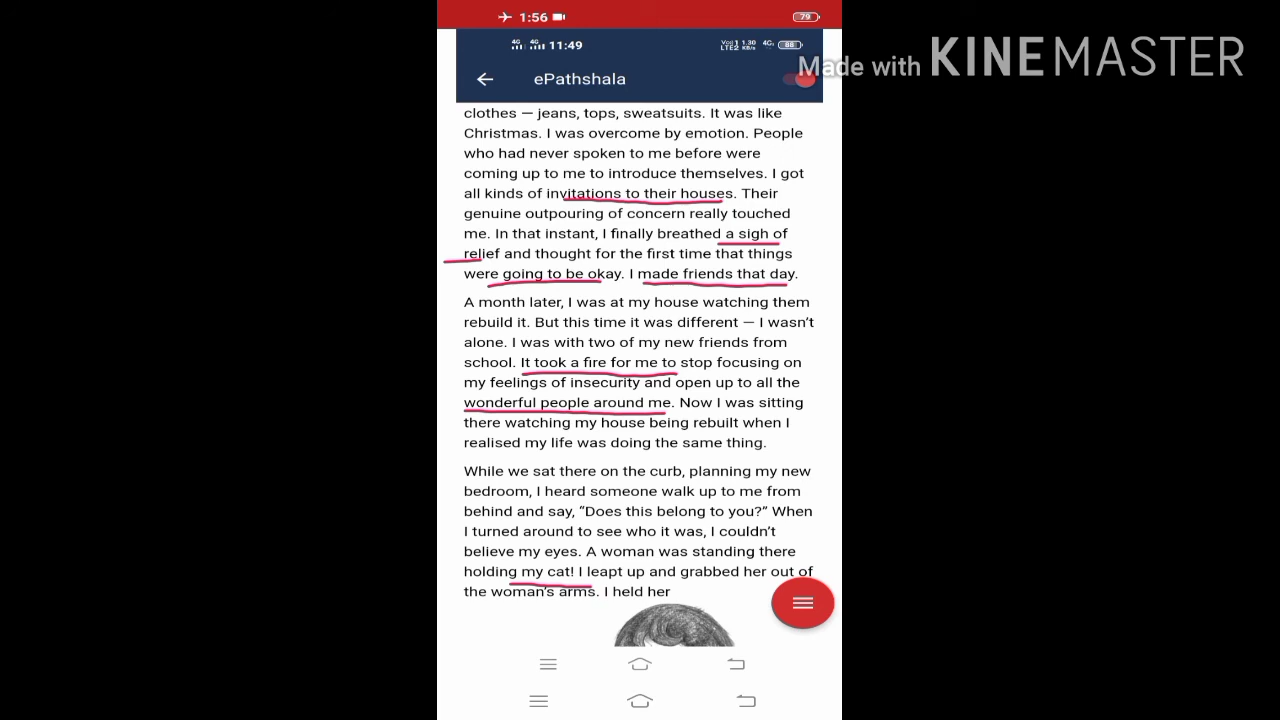 1:56
79
4G 4G 11:49
4G 88
ePathshala
Made with KINEMASTER
clothes — jeans, tops, sweatsuits. It was like
Christmas. I was overcome by emotion. People
who had never spoken to me before were
coming up to me to introduce themselves. I got
all kinds of invitations to their houses. Their
genuine outpouring of concern really touched
me. In that instant, I finally breathed a sigh of
relief and thought for the first time that things
were going to be okay. I made friends that day.
A month later, I was at my house watching them
rebuild it. But this time it was different — I wasn’t
alone. I was with two of my new friends from
school. It took a fire for me to stop focusing on
my feelings of insecurity and open up to all the
wonderful people around me. Now I was sitting
there watching my house being rebuilt when I
realised my life was doing the same thing.
While we sat there on the curb, planning my new
bedroom, I heard someone walk up to me from
behind and say, “Does this belong to you?” When
I turned around to see who it was, I couldn’t
believe my eyes. A woman was standing there
holding my cat! I leapt up and grabbed her out of
the woman’s arms. I held her